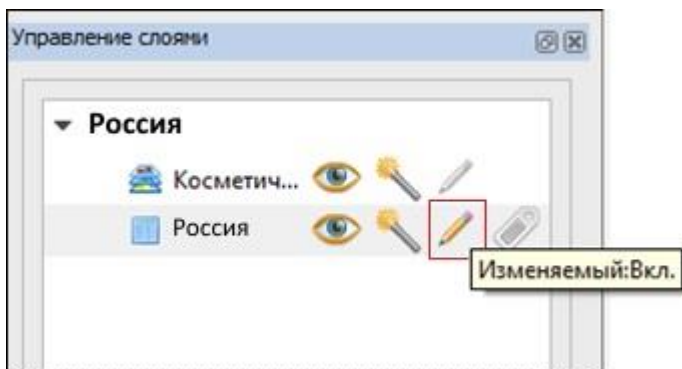 Управление слоями
Россия
Косметич...
Россия
Изменяемый:Вкл.